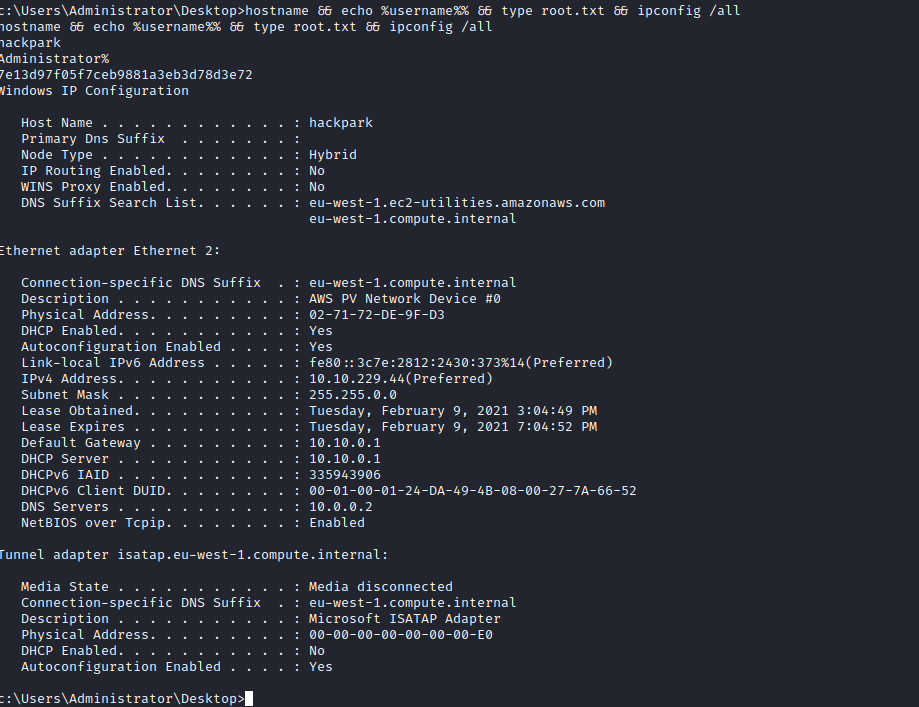 c:\Users\Administrator\Desktop>hostname && echo %username%% && type root.txt && ipconfig /all
hostname && echo %username%% && type root.txt && ipconfig /all
hackpark
Administrator%
7e13d97f05f7ceb9881a3eb3d78d3e72
Windows IP Configuration
Host Name . . . . . . . . . . . . : hackpark
Primary Dns Suffix  . . . . . . . :
Node Type . . . . . . . . . . . . : Hybrid
IP Routing Enabled. . . . . . . . : No
WINS Proxy Enabled. . . . . . . . : No
DNS Suffix Search List. . . . . . : eu-west-1.ec2-utilities.amazonaws.com
eu-west-1.compute.internal
Ethernet adapter Ethernet 2:
Connection-specific DNS Suffix  . : eu-west-1.compute.internal
Description . . . . . . . . . . . : AWS PV Network Device #0
Physical Address. . . . . . . . . : 02-71-72-DE-9F-D3
DHCP Enabled. . . . . . . . . . . : Yes
Autoconfiguration Enabled . . . . : Yes
Link-local IPv6 Address . . . . . : fe80::3c7e:2812:2430:373%14(Preferred)
IPv4 Address. . . . . . . . . . . : 10.10.229.44(Preferred)
Subnet Mask . . . . . . . . . . . : 255.255.0.0
Lease Obtained. . . . . . . . . . : Tuesday, February 9, 2021 3:04:49 PM
Lease Expires . . . . . . . . . . : Tuesday, February 9, 2021 7:04:52 PM
Default Gateway . . . . . . . . . : 10.10.0.1
DHCP Server . . . . . . . . . . . : 10.10.0.1
DHCPv6 IAID . . . . . . . . . . . : 335943906
DHCPv6 Client DUID. . . . . . . . : 00-01-00-01-24-DA-49-4B-08-00-27-7A-66-52
DNS Servers . . . . . . . . . . . : 10.0.0.2
NetBIOS over Tcpip. . . . . . . . : Enabled
Tunnel adapter isatap.eu-west-1.compute.internal:
Media State . . . . . . . . . . . : Media disconnected
Connection-specific DNS Suffix  . : eu-west-1.compute.internal
Description . . . . . . . . . . . : Microsoft ISATAP Adapter
Physical Address. . . . . . . . . : 00-00-00-00-00-00-00-E0
DHCP Enabled. . . . . . . . . . . : No
Autoconfiguration Enabled . . . . : Yes
c:\Users\Administrator\Desktop>